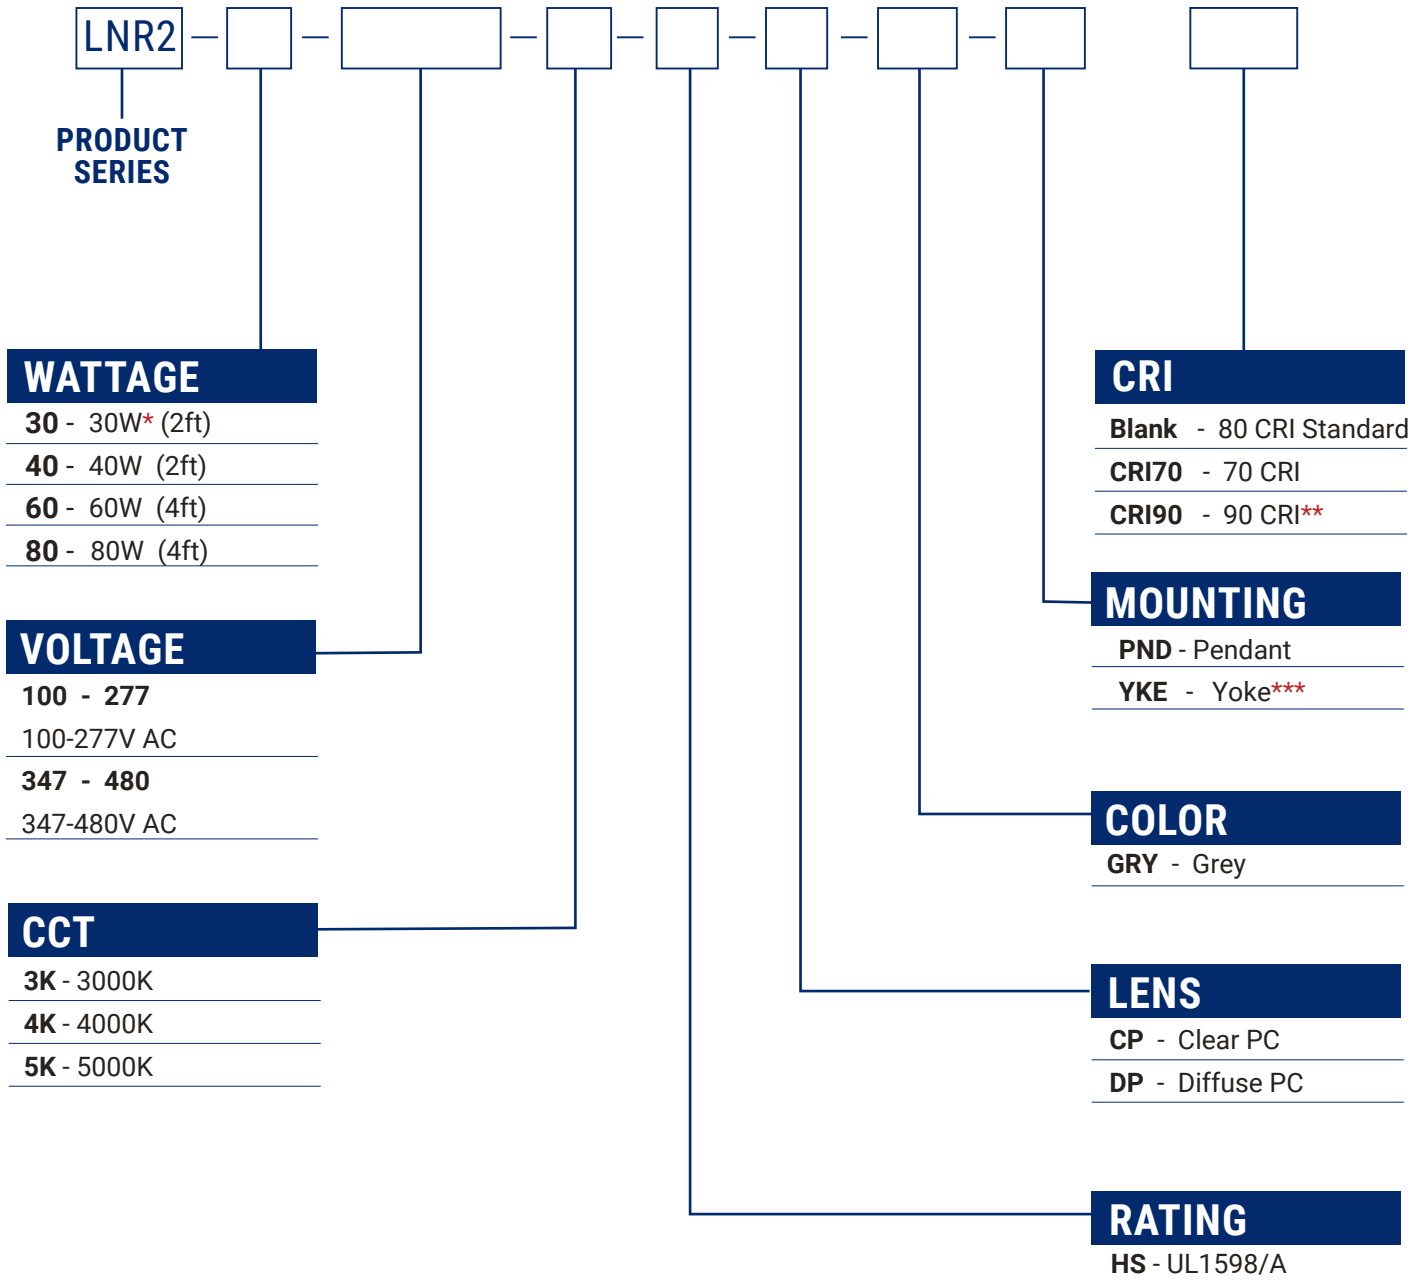 LNR2
PRODUCT
SERIES
WATTAGE
30 - 30W* (2ft)
40 - 40W (2ft)
60 - 60W (4ft)
80 - 80W (4ft)
VOLTAGE
100 - 277
100-277V AC
347 - 480
347-480V AC
CCT
3K - 3000K
4K - 4000K
5K - 5000K
CRI
Blank - 80 CRI Standard
CRI70 - 70 CRI
CRI90 - 90 CRI**
MOUNTING
PND - Pendant
YKE - Yoke***
COLOR
GRY - Grey
LENS
CP - Clear PC
DP - Diffuse PC
RATING
HS - UL1598/A